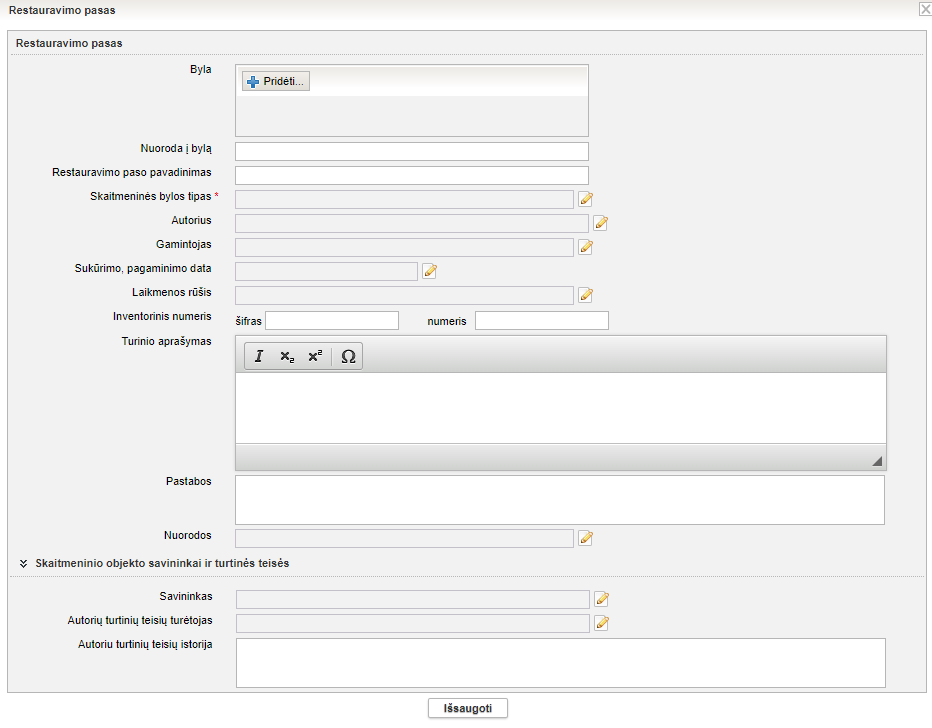 Restauravimo pasas
Restauravimo pasas
Byla
Pridėti...
Nuoroda į bylą
Restauravimo paso pavadinimas
Skaitmeninės bylos tipas *
Autorius
Gamintojas
Sukūrimo, pagaminimo data
Laikmenos rūšis
Inventorinis numeris šifras numeris
Turinio aprašymas
I x₂ x² Ω
Pastabos
Nuorodos
Skaitmeninio objekto savininkai ir turtinės teisės
Savininkas
Autorių turtinių teisių turėtojas
Autoriu turtinių teisių istorija
Išsaugoti